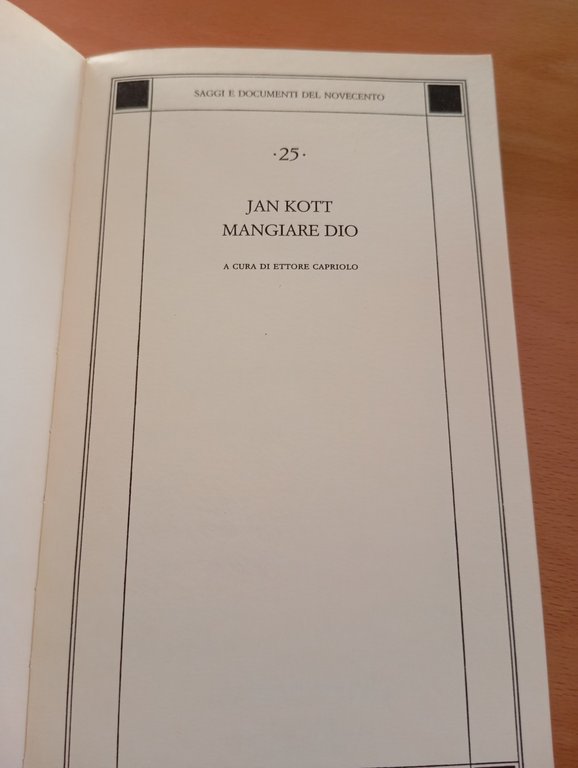 SAGGI E DOCUMENTI DEL NOVECENTO
·25·
JAN KOTT
MANGIARE DIO
A CURA DI ETTORE CAPRIOLO